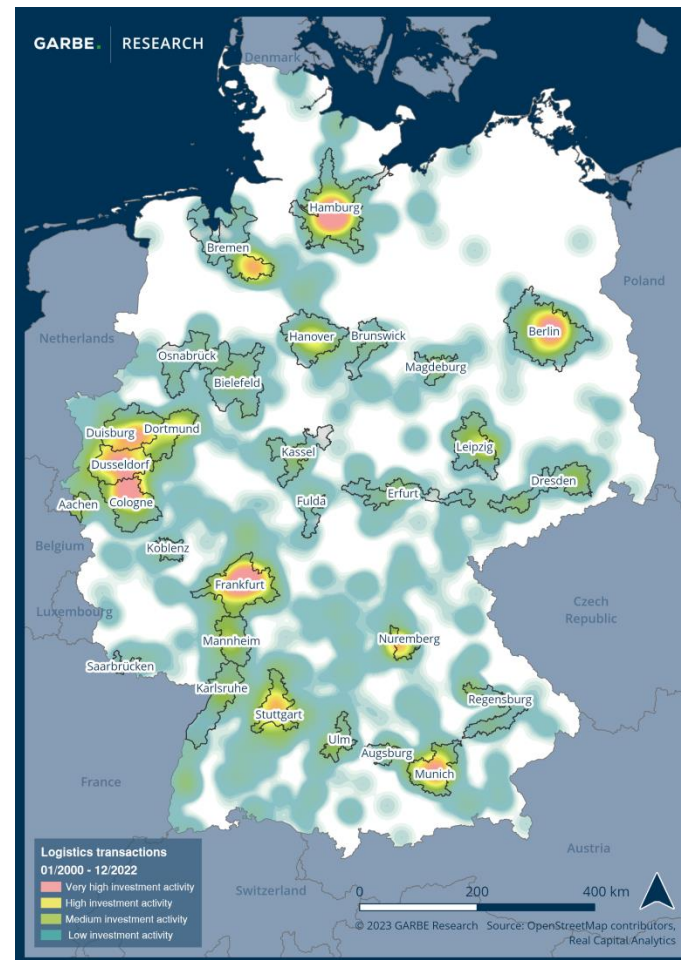 GARBE. RESEARCH
Denmark
Hamburg
Bremen
Poland
Netherlands
Hanover
Brunswick
Berlin
Osnabrück
Magdeburg
Bielefeld
Duisburg
Dortmund
Kassel
Leipzig
Dusseldorf
Dresden
Aachen
Cologne
Fulda
Erfurt
Belgium
Koblenz
Frankfurt
Czech
Republic
Luxembourg
Mannheim
Nuremberg
Saarbrücken
Karlsruhe
Regensburg
Stuttgart
Ulm
Augsburg
Munich
France
Austria
Logistics transactions
01/2000 - 12/2022
Very high investment activity
High investment activity
Medium investment activity
Low investment activity
Switzerland
0 200 400 km
© 2023 GARBE Research Source: OpenStreetMap contributors,
Real Capital Analytics